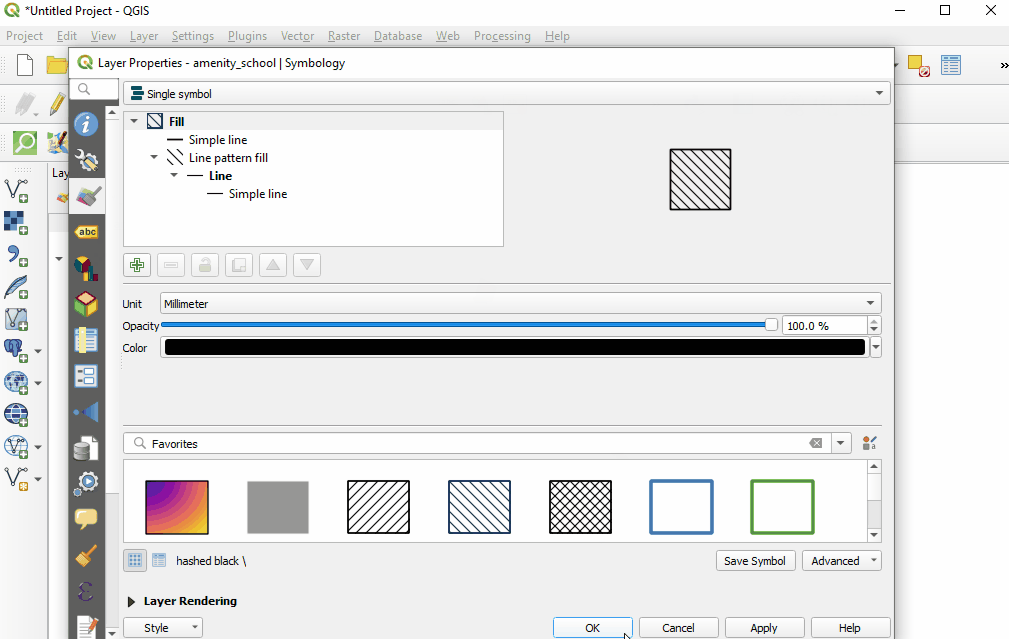 *Untitled Project - QGIS
Project Edit View Layer Settings Plugins Vector Raster Database Web Processing Help
Layer Properties - amenity_school | Symbology
»
Single symbol
Fill
Simple line
Line pattern fill
Line
Simple line
Lay
abc
Unit Millimeter
Opacity 100.0 %
Color
Favorites
hashed black \
Save Symbol Advanced
Layer Rendering
Style OK Cancel Apply Help